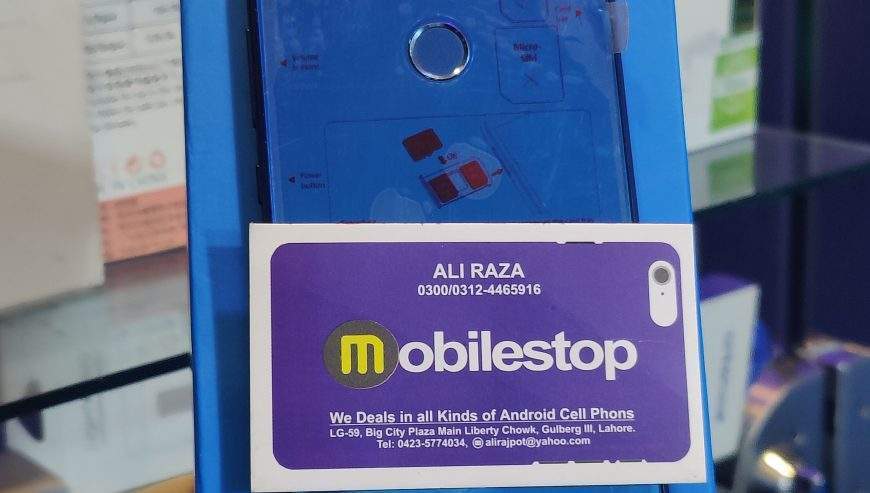 Micro-
SIM
Power
button
ALI RAZA
0300/0312-4465916
mobilestop
We Deals in all Kinds of Android Cell Phons
LG-59, Big City Plaza Main Liberty Chowk, Gulberg III, Lahore.
Tel: 0423-5774034, alirajpot@yahoo.com